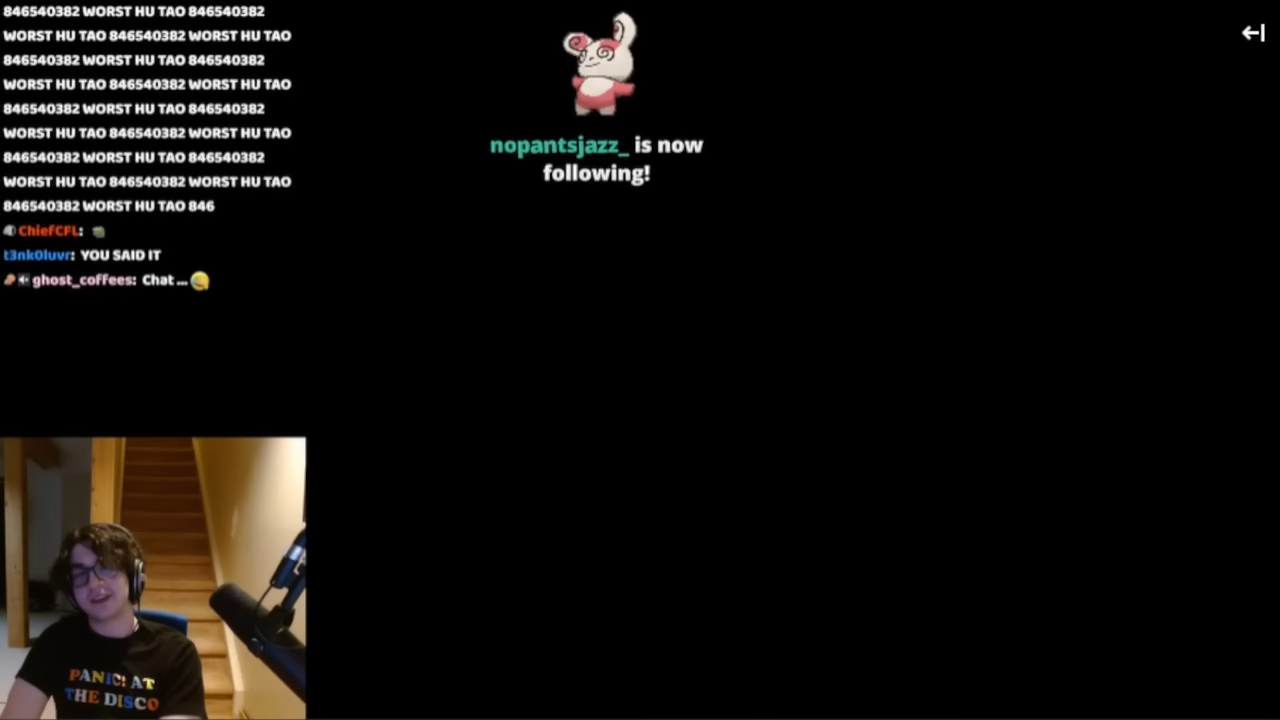 846540382 WORST HU TAO 846540382
WORST HU TAO 846540382 WORST HU TAO
846540382 WORST HU TAO 846540382
WORST HU TAO 846540382 WORST HU TAO
846540382 WORST HU TAO 846540382
WORST HU TAO 846540382 WORST HU TAO
846540382 WORST HU TAO 846540382
WORST HU TAO 846540382 WORST HU TAO
846540382 WORST HU TAO 846
ChiefCFL:
t3nk0luvr: YOU SAID IT
ghost_coffees: Chat ...
nopantsjazz_ is now
following!
PANIC! AT
THE DISCO